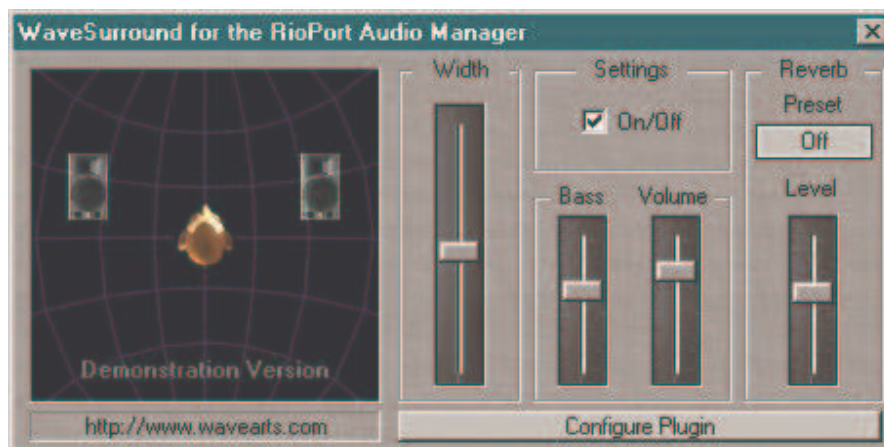 WaveSurround for the RioPort Audio Manager
Width
Settings
Reverb
On/Off
Preset
Off
Bass
Volume
Level
Demonstration Version
http://www.wavearts.com
Configure Plugin